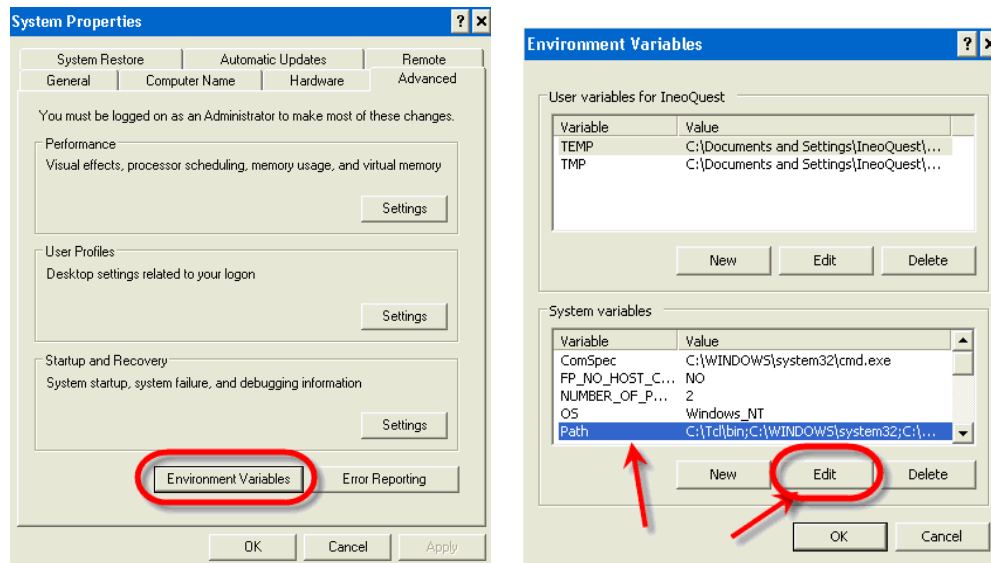 System Properties
System Restore Automatic Updates Remote
General Computer Name Hardware Advanced
You must be logged on as an Administrator to make most of these changes.
Performance
Visual effects, processor scheduling, memory usage, and virtual memory
Settings
User Profiles
Desktop settings related to your logon
Settings
Startup and Recovery
System startup, system failure, and debugging information
Settings
Environment Variables Error Reporting
OK Cancel Apply
Environment Variables
User variables for IneoQuest
Variable Value
TEMP C:\Documents and Settings\IneoQuest\...
TMP C:\Documents and Settings\IneoQuest\...
New Edit Delete
System variables
Variable Value
ComSpec C:\WINDOWS\system32\cmd.exe
FP_NO_HOST_C... NO
NUMBER_OF_P... 2
OS Windows_NT
Path C:\Tcl\bin;C:\WINDOWS\system32;C:\...
New Edit Delete
OK Cancel